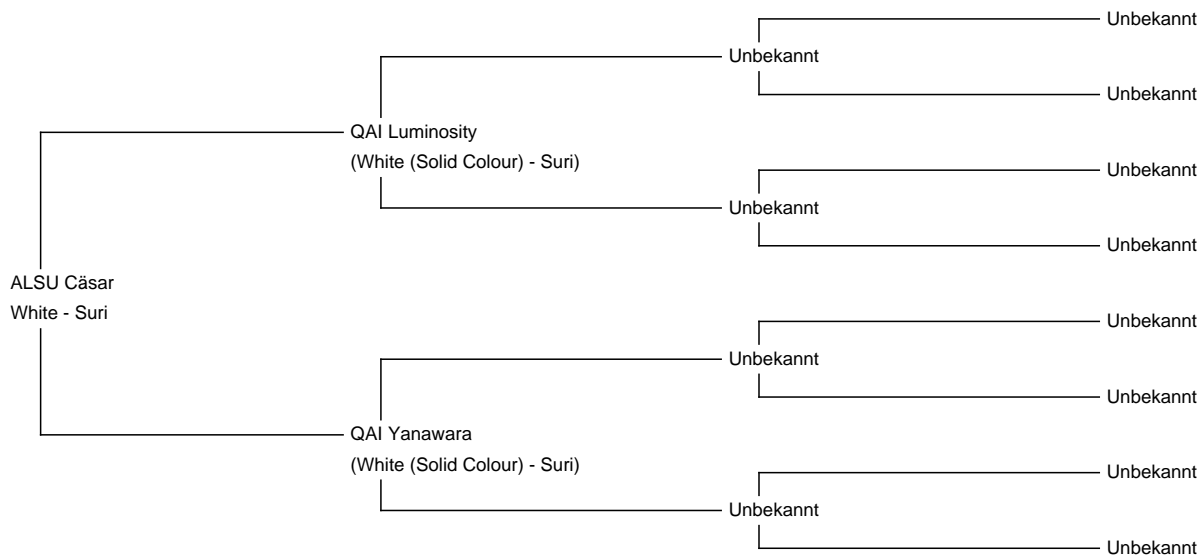 Unbekannt
Unbekannt
Unbekannt
QAI Luminosity
(White (Solid Colour) - Suri)
Unbekannt
Unbekannt
Unbekannt
ALSU Cäsar
White - Suri
Unbekannt
Unbekannt
Unbekannt
QAI Yanawara
(White (Solid Colour) - Suri)
Unbekannt
Unbekannt
Unbekannt